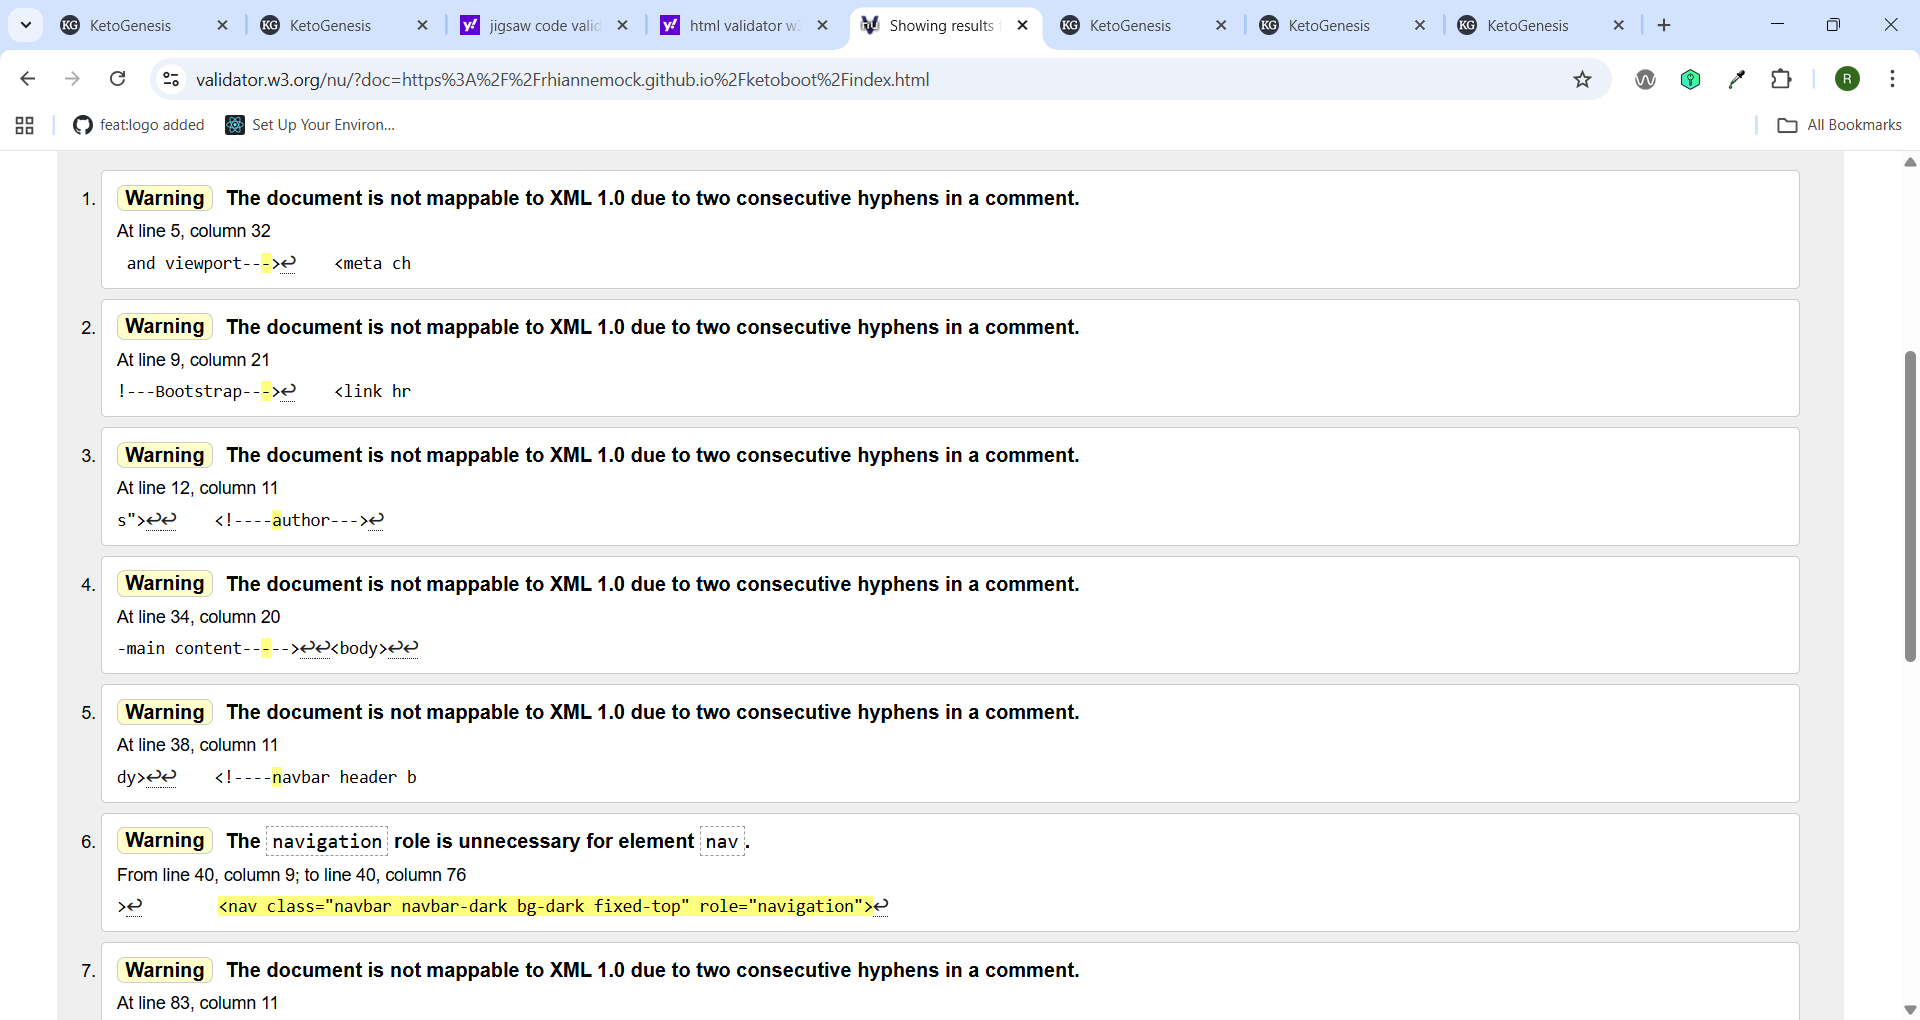 KG KetoGenesis
KG KetoGenesis
y! jigsaw code valid
y! html validator w3
Showing results f
KG KetoGenesis
KG KetoGenesis
KG KetoGenesis
validator.w3.org/nu/?doc=https%3A%2F%2Frhiannemock.github.io%2Fketoboot%2Findex.html
R
feat:logo added
Set Up Your Environ...
All Bookmarks
1. Warning The document is not mappable to XML 1.0 due to two consecutive hyphens in a comment.
At line 5, column 32
and viewport--->↩ <meta ch
2. Warning The document is not mappable to XML 1.0 due to two consecutive hyphens in a comment.
At line 9, column 21
!---Bootstrap--->↩ <link hr
3. Warning The document is not mappable to XML 1.0 due to two consecutive hyphens in a comment.
At line 12, column 11
s">↩↩ <!----author--->↩
4. Warning The document is not mappable to XML 1.0 due to two consecutive hyphens in a comment.
At line 34, column 20
-main content----->↩↩<body>↩↩
5. Warning The document is not mappable to XML 1.0 due to two consecutive hyphens in a comment.
At line 38, column 11
dy>↩↩ <!----navbar header b
6. Warning The navigation role is unnecessary for element nav.
From line 40, column 9; to line 40, column 76
>↩ <nav class="navbar navbar-dark bg-dark fixed-top" role="navigation">↩
7. Warning The document is not mappable to XML 1.0 due to two consecutive hyphens in a comment.
At line 83, column 11